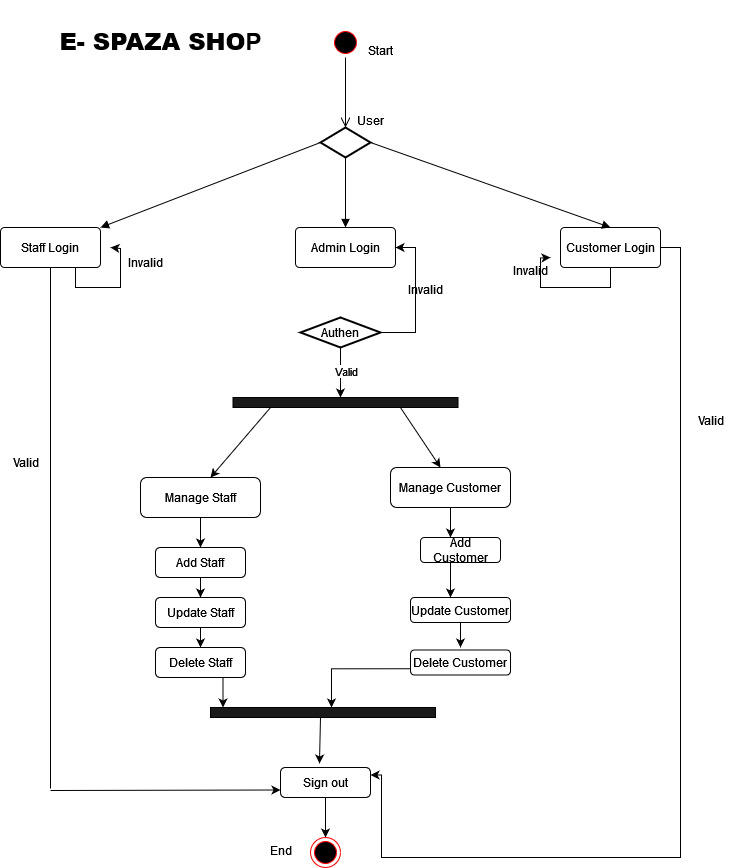 E- SPAZA SHOP
Start
User
Staff Login
Admin Login
Customer Login
Invalid
Invalid
Invalid
Authen
Valid
Valid
Valid
Manage Staff
Manage Customer
Add
Customer
Add Staff
Update Staff
Update Customer
Delete Staff
Delete Customer
Sign out
End